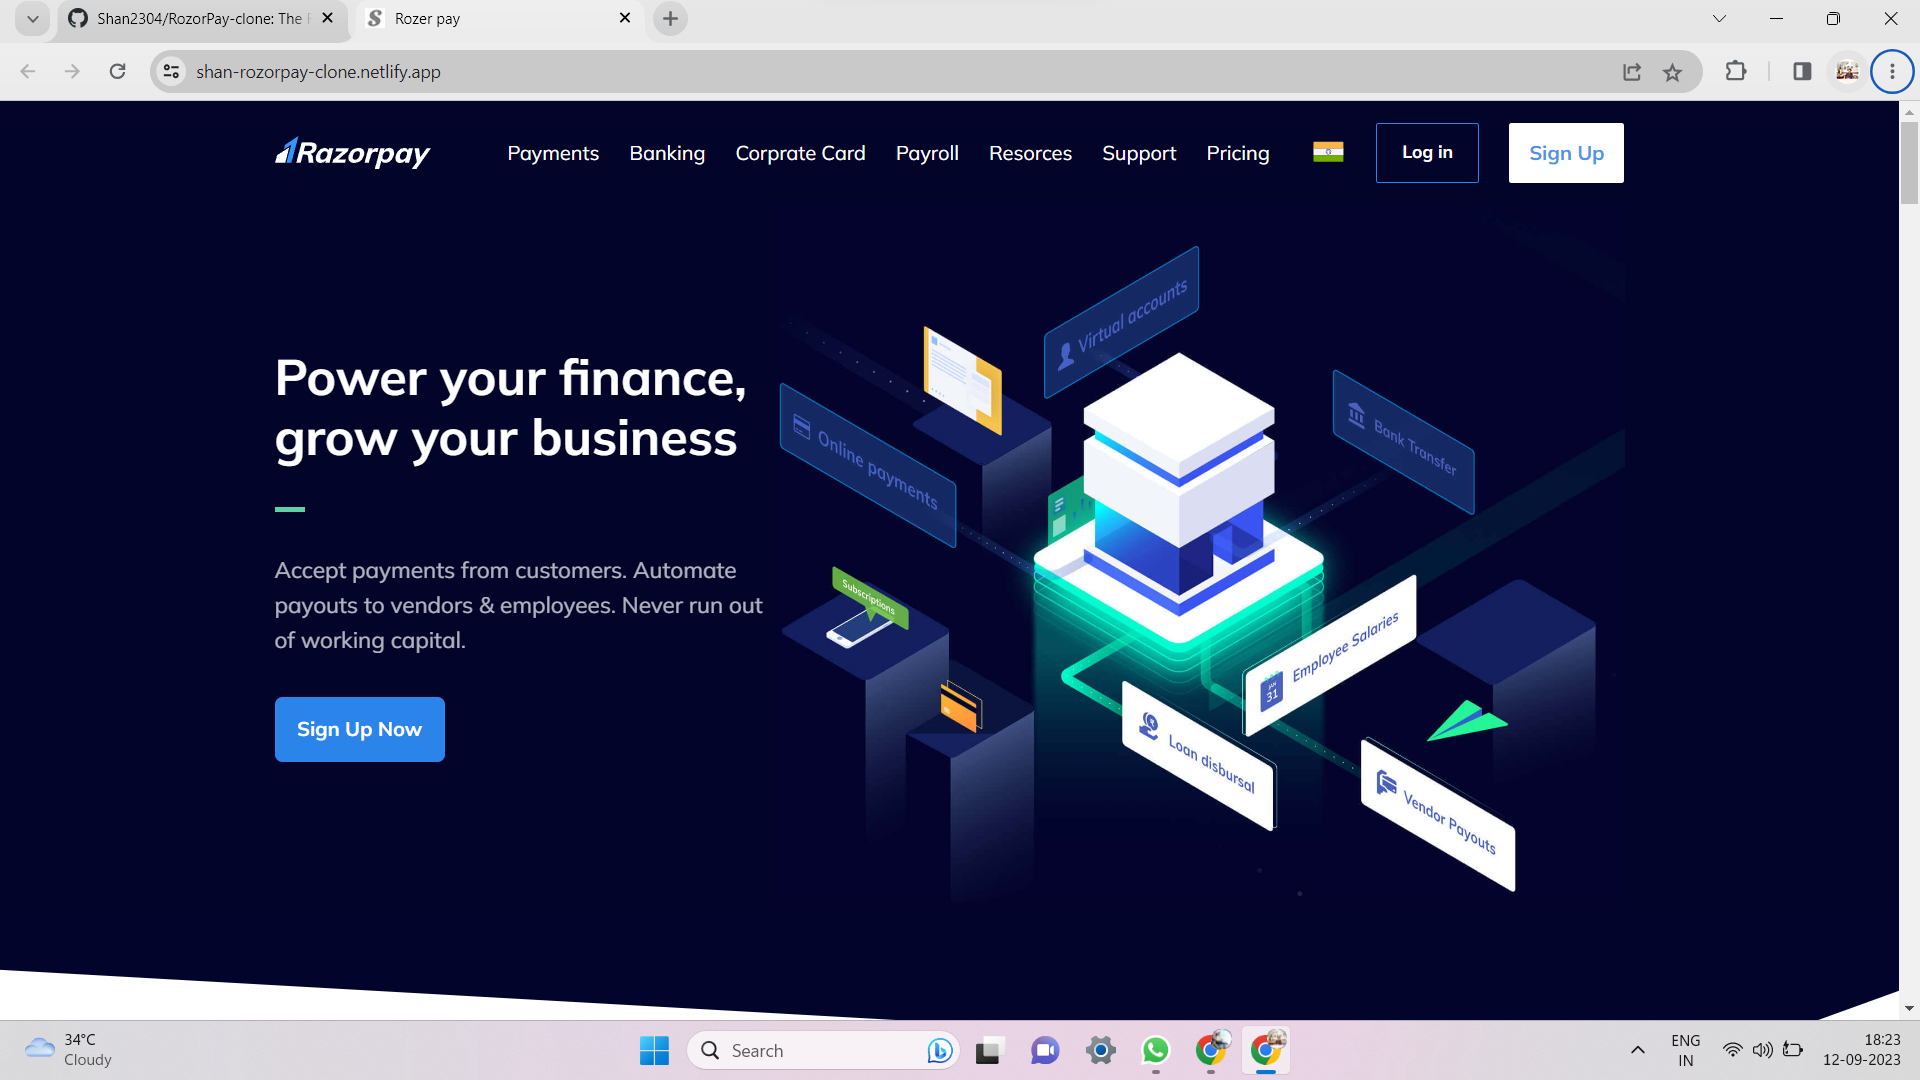 Shan2304/RozorPay-clone: The
Rozer pay
shan-rozorpay-clone.netlify.app
Razorpay
Payments
Banking
Corprate Card
Payroll
Resorces
Support
Pricing
Log in
Sign Up
Power your finance,
grow your business
Accept payments from customers. Automate
payouts to vendors & employees. Never run out
of working capital.
Sign Up Now
Virtual accounts
Bank Transfer
Online payments
Subscriptions
Employee Salaries
JAN
31
Loan disbursal
Vendor Payouts
34°C
Cloudy
Search
ENG
IN
18:23
12-09-2023